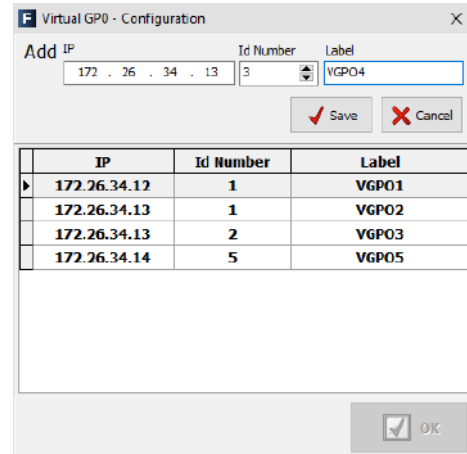 F Virtual GP0 - Configuration
Add IP Id Number Label
172 . 26 . 34 . 13 3 VGPO4
Save Cancel
IP Id Number Label
172.26.34.12 1 VGPO1
172.26.34.13 1 VGPO2
172.26.34.13 2 VGPO3
172.26.34.14 5 VGPO5
OK